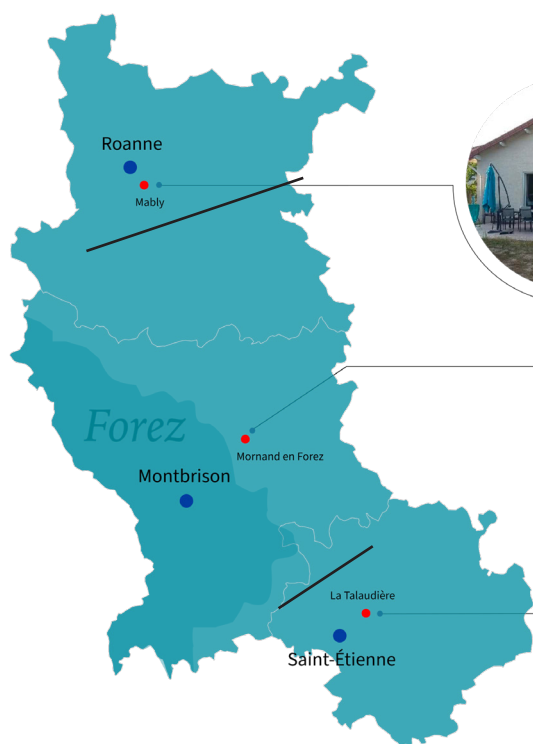 Roanne
Mably
Forez
Mornand en Forez
Montbrison
La Talaudière
Saint-Étienne